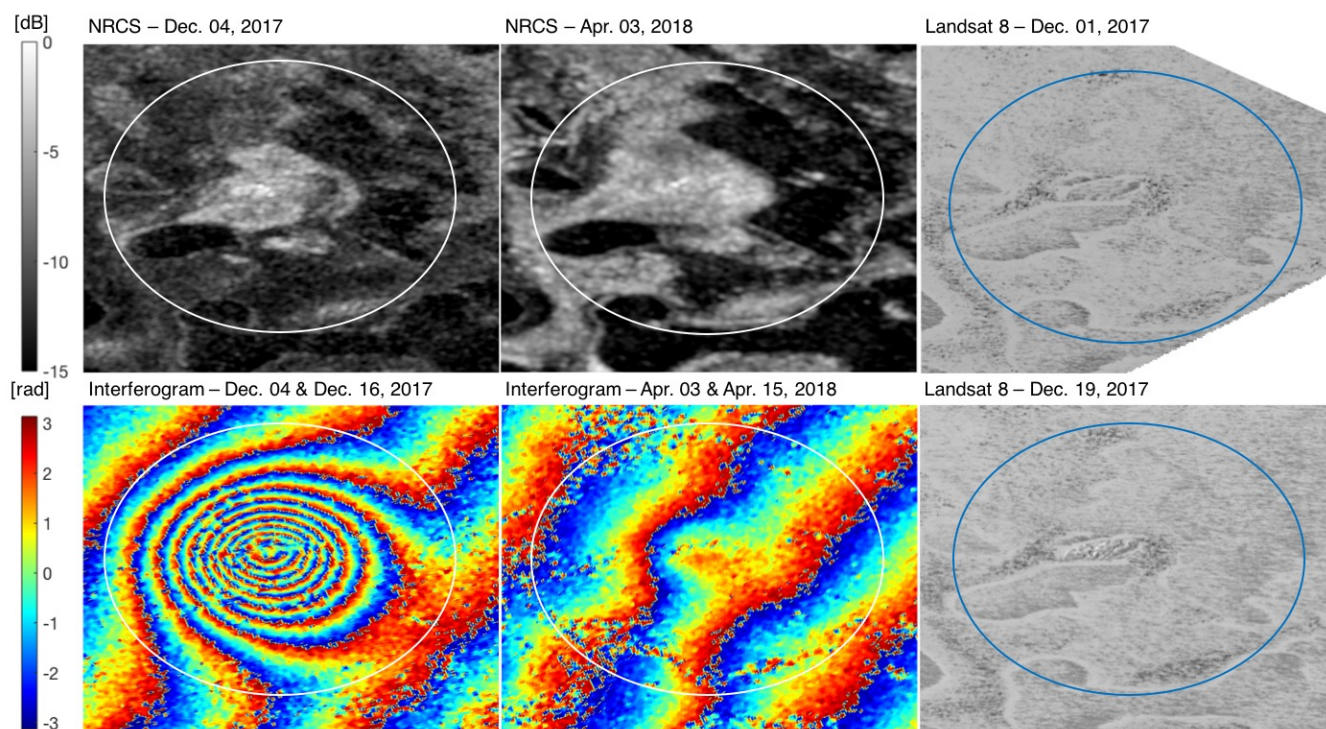 [dB]
NRCS – Dec. 04, 2017
NRCS – Apr. 03, 2018
Landsat 8 – Dec. 01, 2017
0
-5
-10
-15
[rad]
Interferogram – Dec. 04 & Dec. 16, 2017
Interferogram – Apr. 03 & Apr. 15, 2018
Landsat 8 – Dec. 19, 2017
3
2
1
0
-1
-2
-3